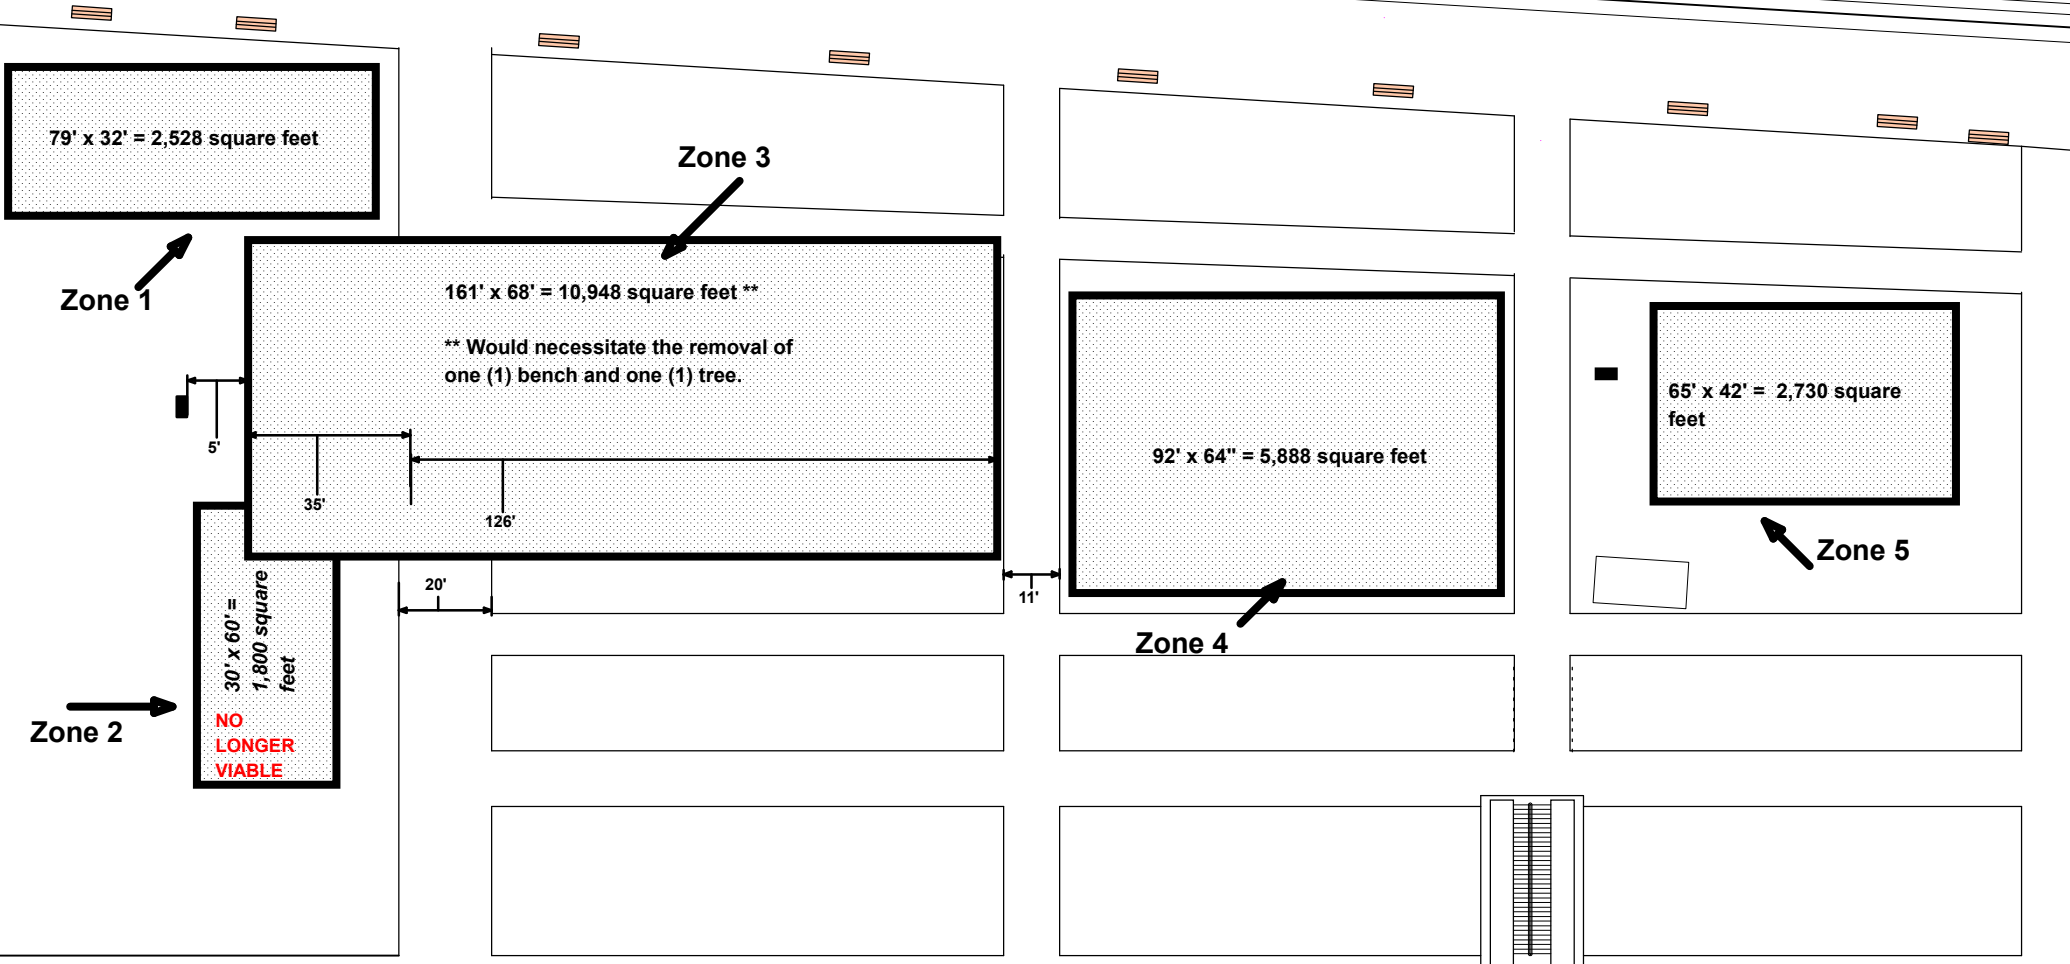 79' x 32' = 2,528 square feet
Zone 3
Zone 1
161' x 68' = 10,948 square feet **
** Would necessitate the removal of
one (1) bench and one (1) tree.
5'
35'
126'
92' x 64" = 5,888 square feet
65' x 42' =  2,730 square
feet
Zone 5
20'
11'
Zone 4
30' x 60' =
1,800 square
feet
NO
LONGER
VIABLE
Zone 2